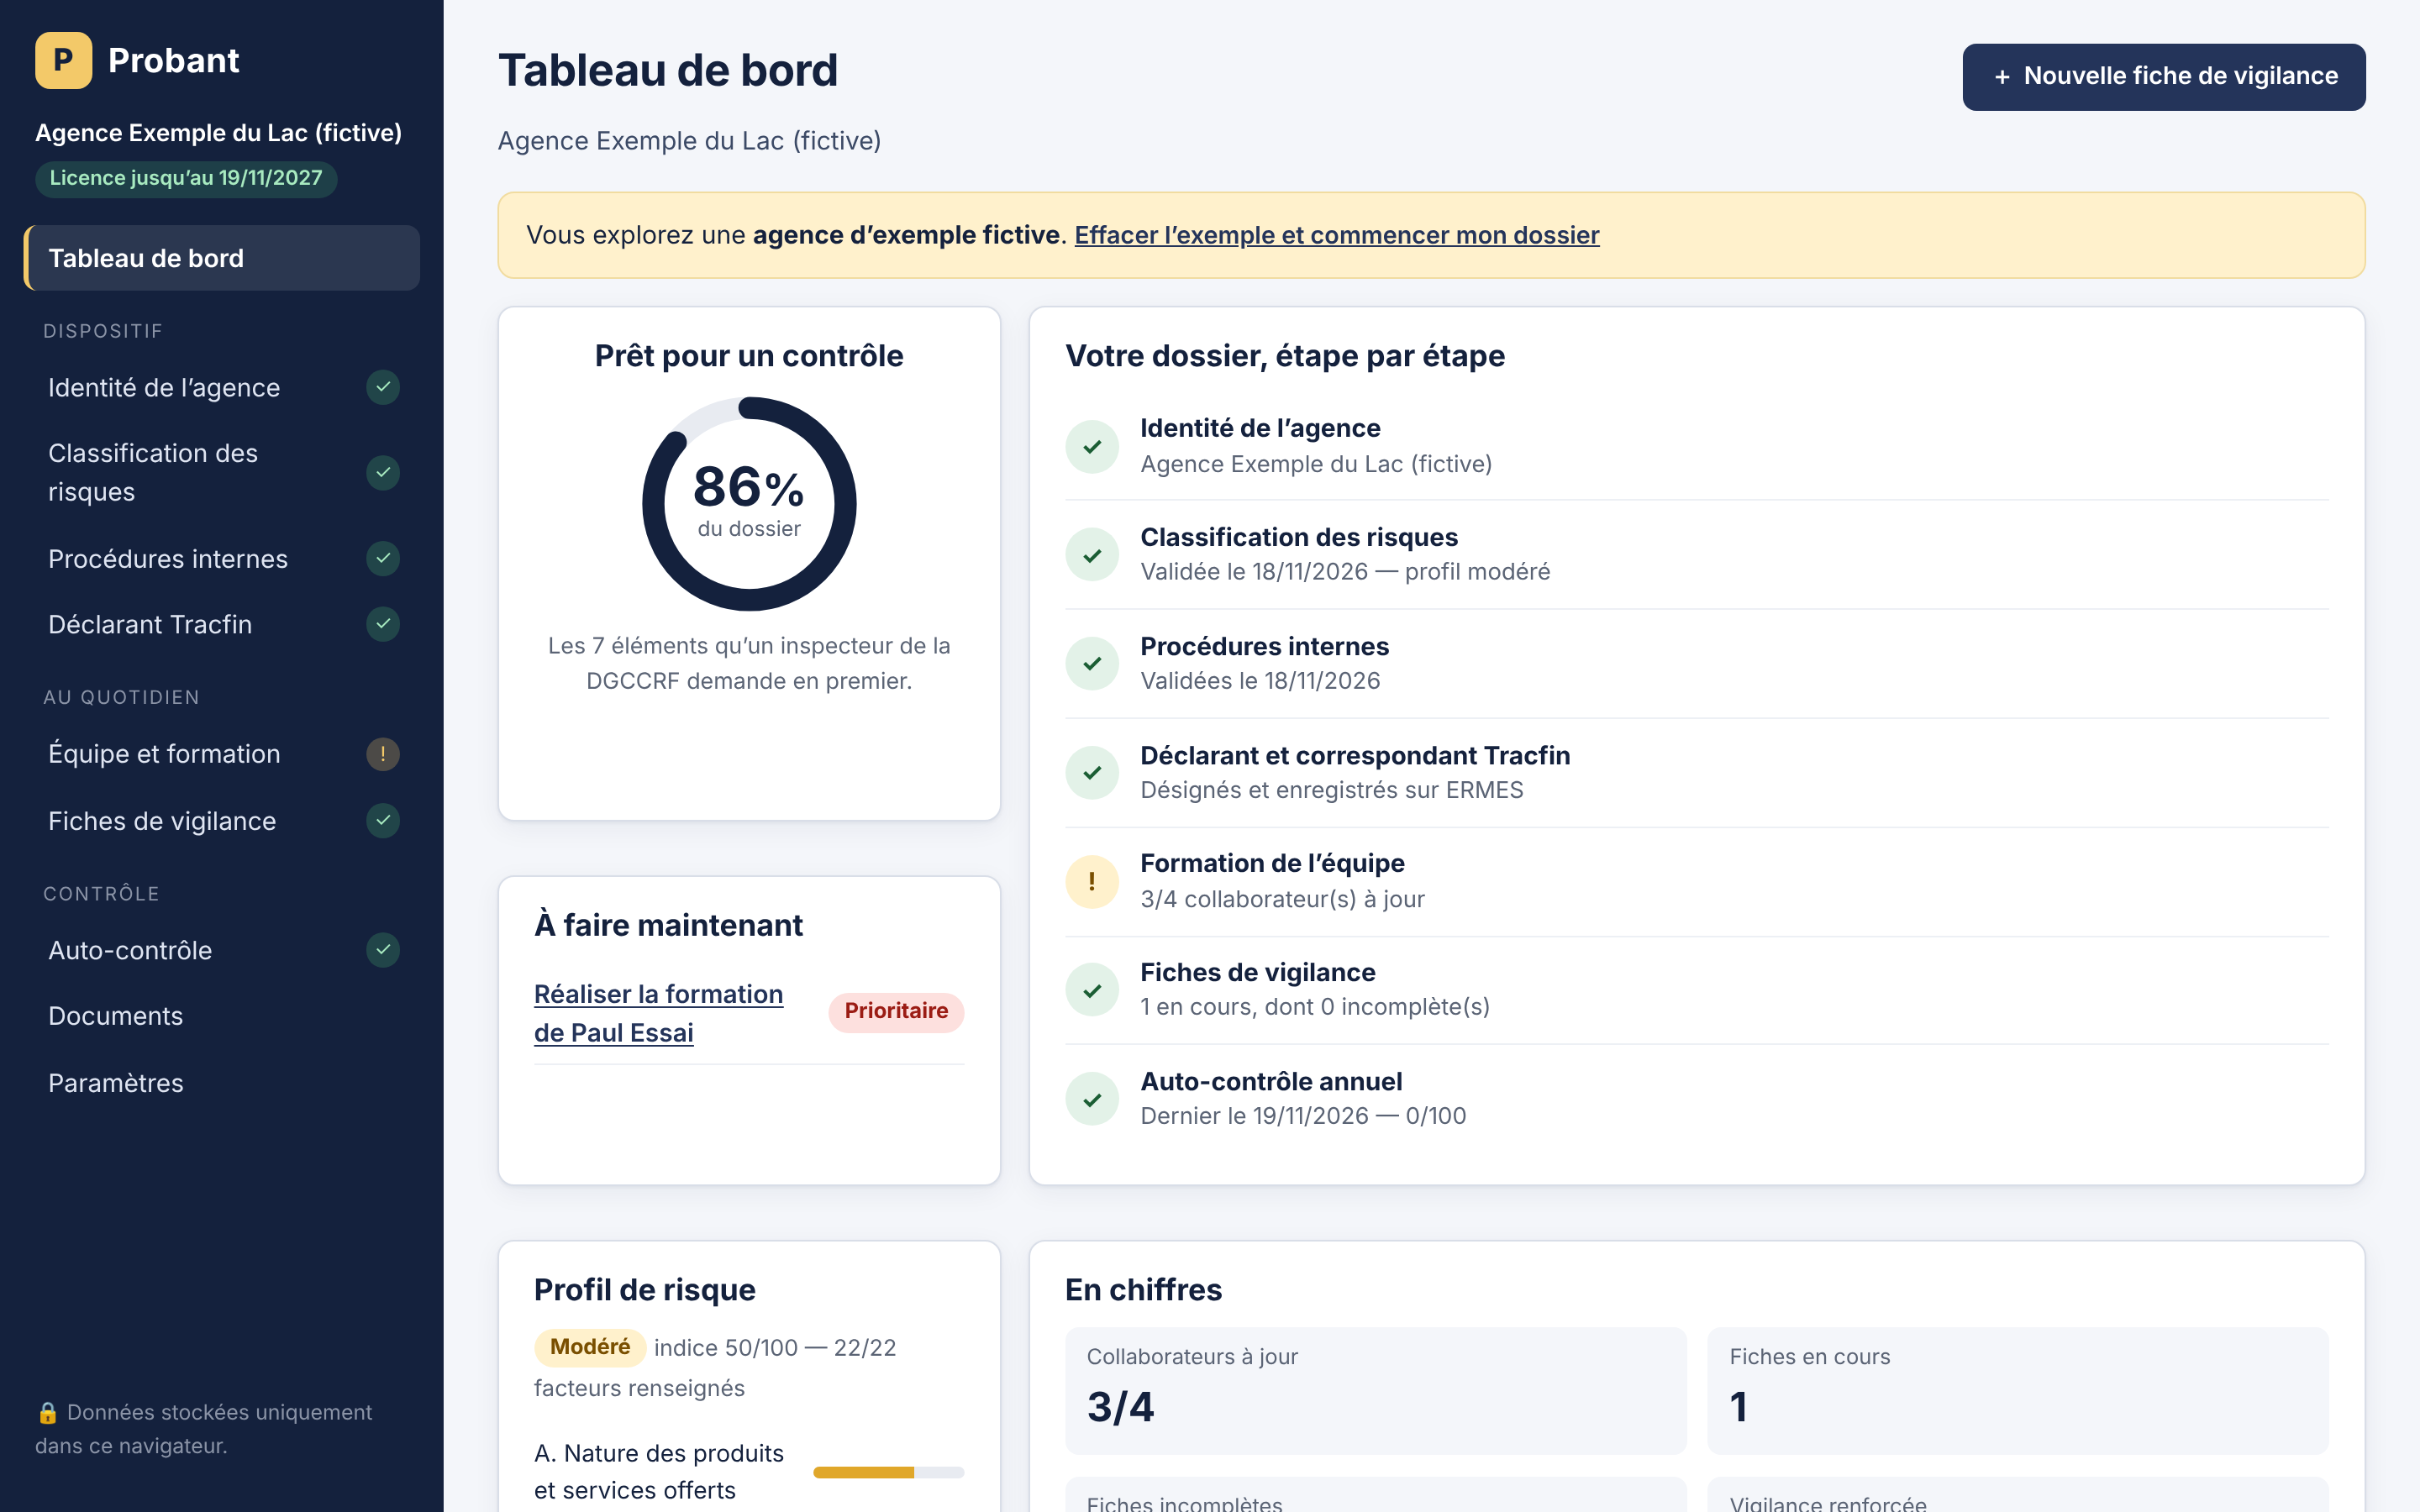 P Probant
Agence Exemple du Lac (fictive)
Licence jusqu’au 19/11/2027
Tableau de bord
DISPOSITIF
Identité de l’agence
Classification des
risques
Procédures internes
Déclarant Tracfin
AU QUOTIDIEN
Équipe et formation
!
Fiches de vigilance
CONTRÔLE
Auto-contrôle
Documents
Paramètres
🔒 Données stockées uniquement
dans ce navigateur.
Tableau de bord
+ Nouvelle fiche de vigilance
Agence Exemple du Lac (fictive)
Vous explorez une agence d’exemple fictive. Effacer l’exemple et commencer mon dossier
Prêt pour un contrôle
86%
du dossier
Les 7 éléments qu’un inspecteur de la
DGCCRF demande en premier.
À faire maintenant
Réaliser la formation
de Paul Essai
Prioritaire
Votre dossier, étape par étape
Identité de l’agence
Agence Exemple du Lac (fictive)
Classification des risques
Validée le 18/11/2026 — profil modéré
Procédures internes
Validées le 18/11/2026
Déclarant et correspondant Tracfin
Désignés et enregistrés sur ERMES
!
Formation de l’équipe
3/4 collaborateur(s) à jour
Fiches de vigilance
1 en cours, dont 0 incomplète(s)
Auto-contrôle annuel
Dernier le 19/11/2026 — 0/100
Profil de risque
Modéré indice 50/100 — 22/22
facteurs renseignés
A. Nature des produits
et services offerts
En chiffres
Collaborateurs à jour
3/4
Fiches en cours
1
Fiches incomplètes
Vigilance renforcée